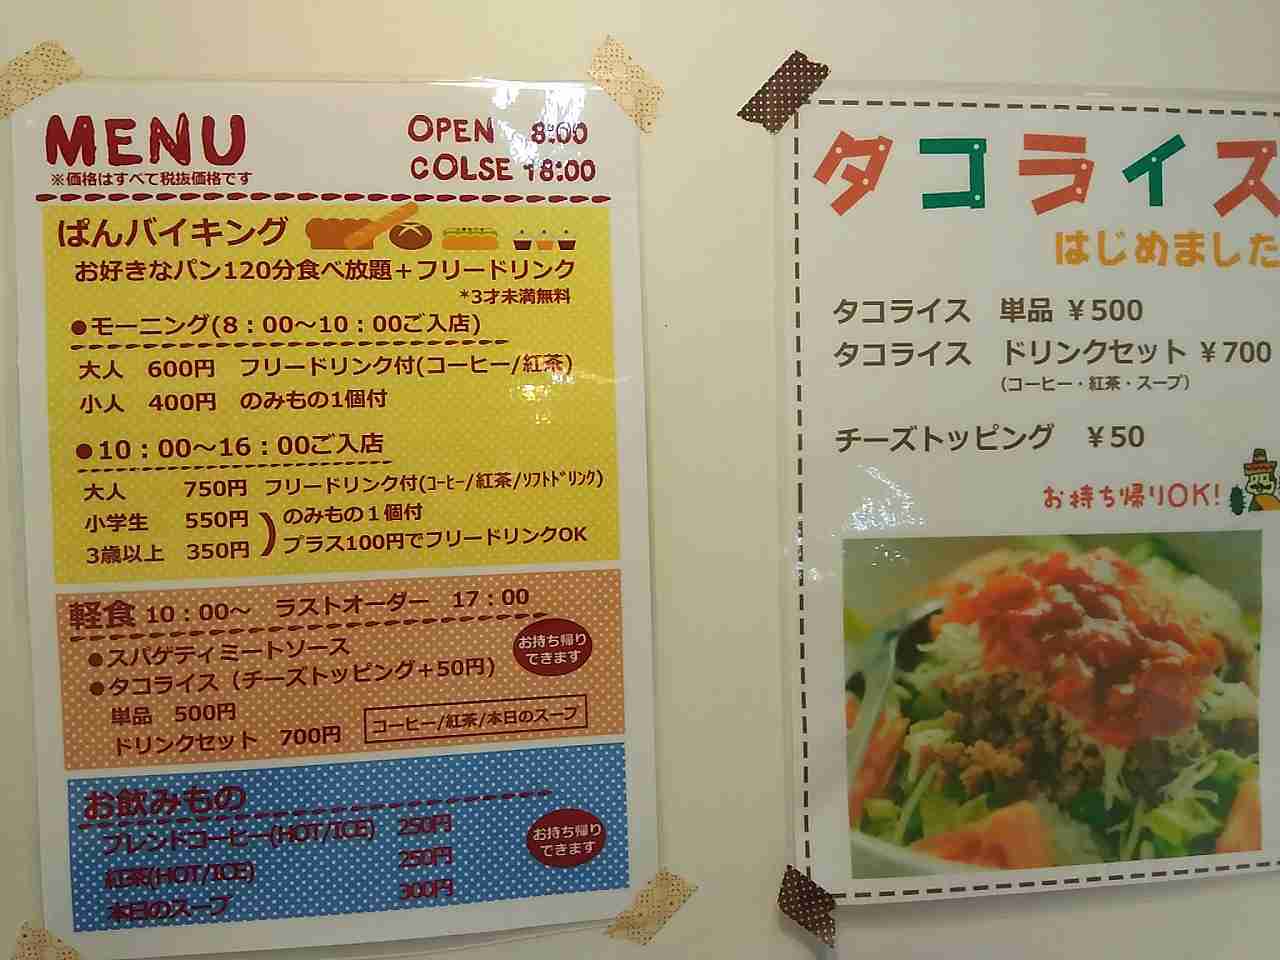 MENU
OPEN 8:00
COLSE 18:00
※価格はすべて税抜価格です
ぱんバイキング
お好きなパン120分食べ放題＋フリードリンク
*3才未満無料
●モーニング(8：00～10：00ご入店)
大人 600円 フリードリンク付(コーヒー/紅茶)
小人 400円 のみもの1個付
●10：00～16：00ご入店
大人 750円 フリードリンク付(ｺｰﾋｰ/紅茶/ｿﾌﾄﾄﾞﾘﾝｸ)
小学生 550円 のみもの１個付
3歳以上 350円 プラス100円でフリードリンクOK
軽食 10：00～ ラストオーダー 17：00
●スパゲティミートソース
●タコライス（チーズトッピング＋50円)
お持ち帰り
できます
単品 500円
ドリンクセット 700円
コーヒー/紅茶/本日のスープ
お飲みもの
ブレンドコーヒー(HOT/ICE) 250円
紅茶(HOT/ICE) 250円
本日のスープ 300円
お持ち帰り
できます
タコライス
はじめました
タコライス 単品 ￥500
タコライス ドリンクセット ￥700
（コーヒー・紅茶・スープ）
チーズトッピング ￥50
お持ち帰りOK!